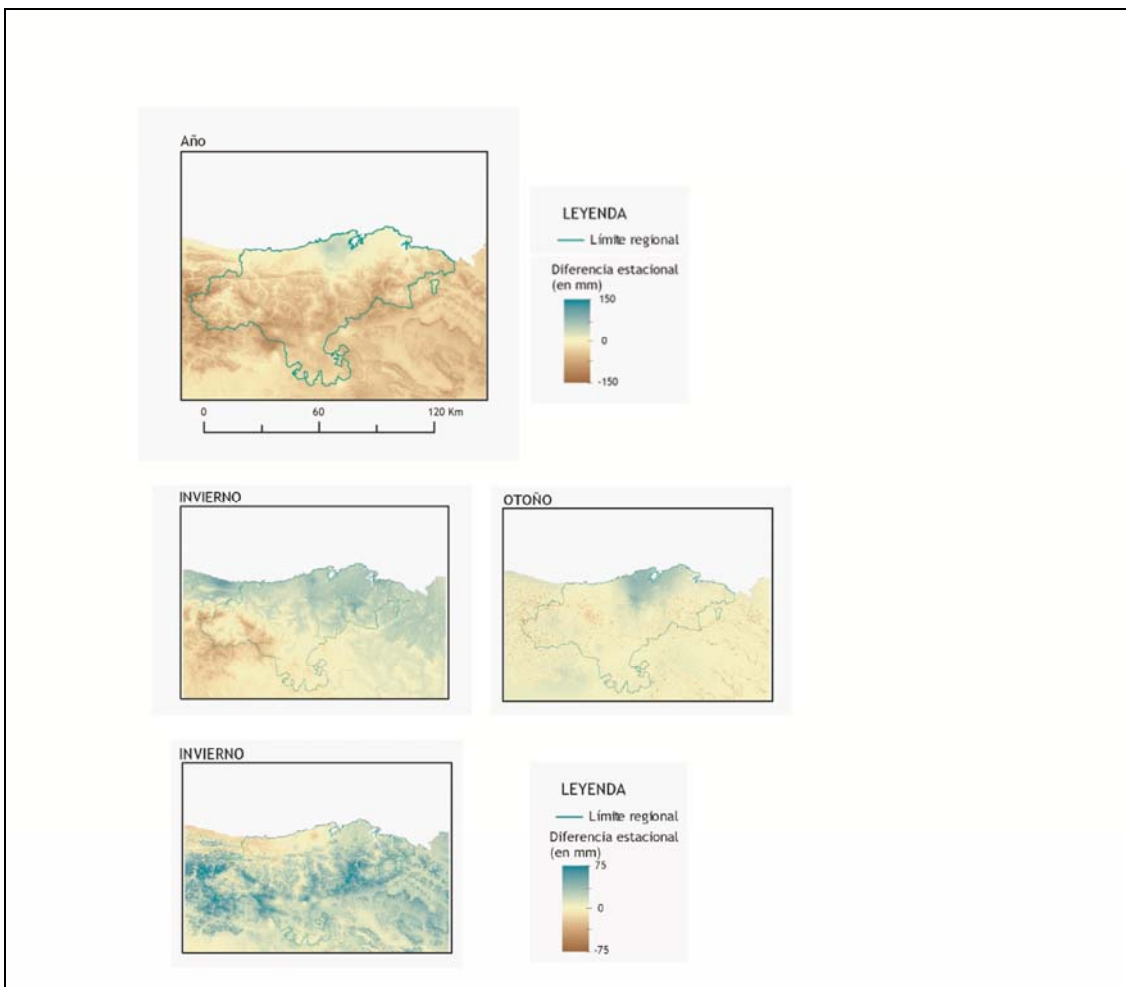 Año
0 60 120 Km
LEYENDA
Límite regional
Diferencia estacional
(en mm)
150
0
-150
INVIERNO
OTOÑO
INVIERNO
LEYENDA
Límite regional
Diferencia estacional
(en mm)
75
0
-75